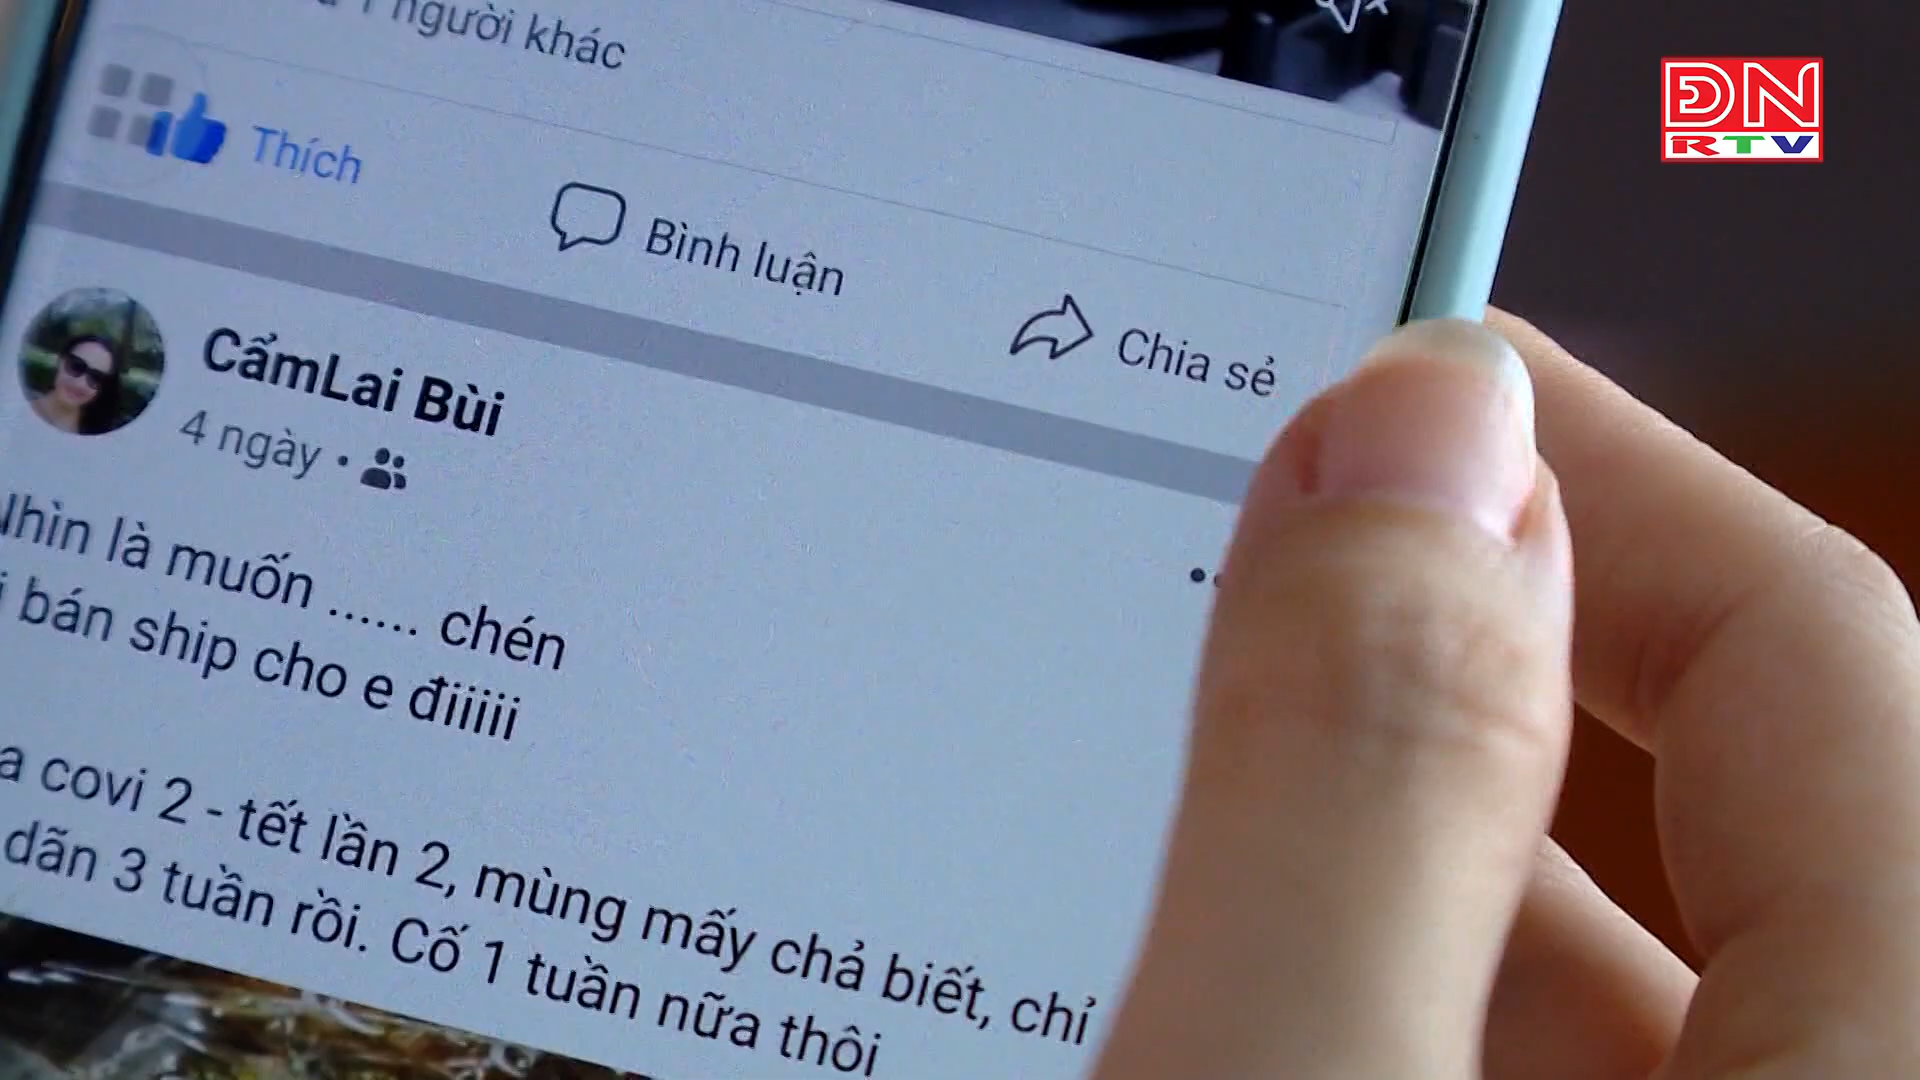 1 người khác
ĐN
RTV
Thích
Bình luận
Chia sẻ
CẩmLai Bùi
4 ngày
Nhìn là muốn ...... chén
bán ship cho e điiiii
covi 2 - tết lần 2, mùng mấy chả biết, chỉ
dãn 3 tuần rồi. Cố 1 tuần nữa thôi